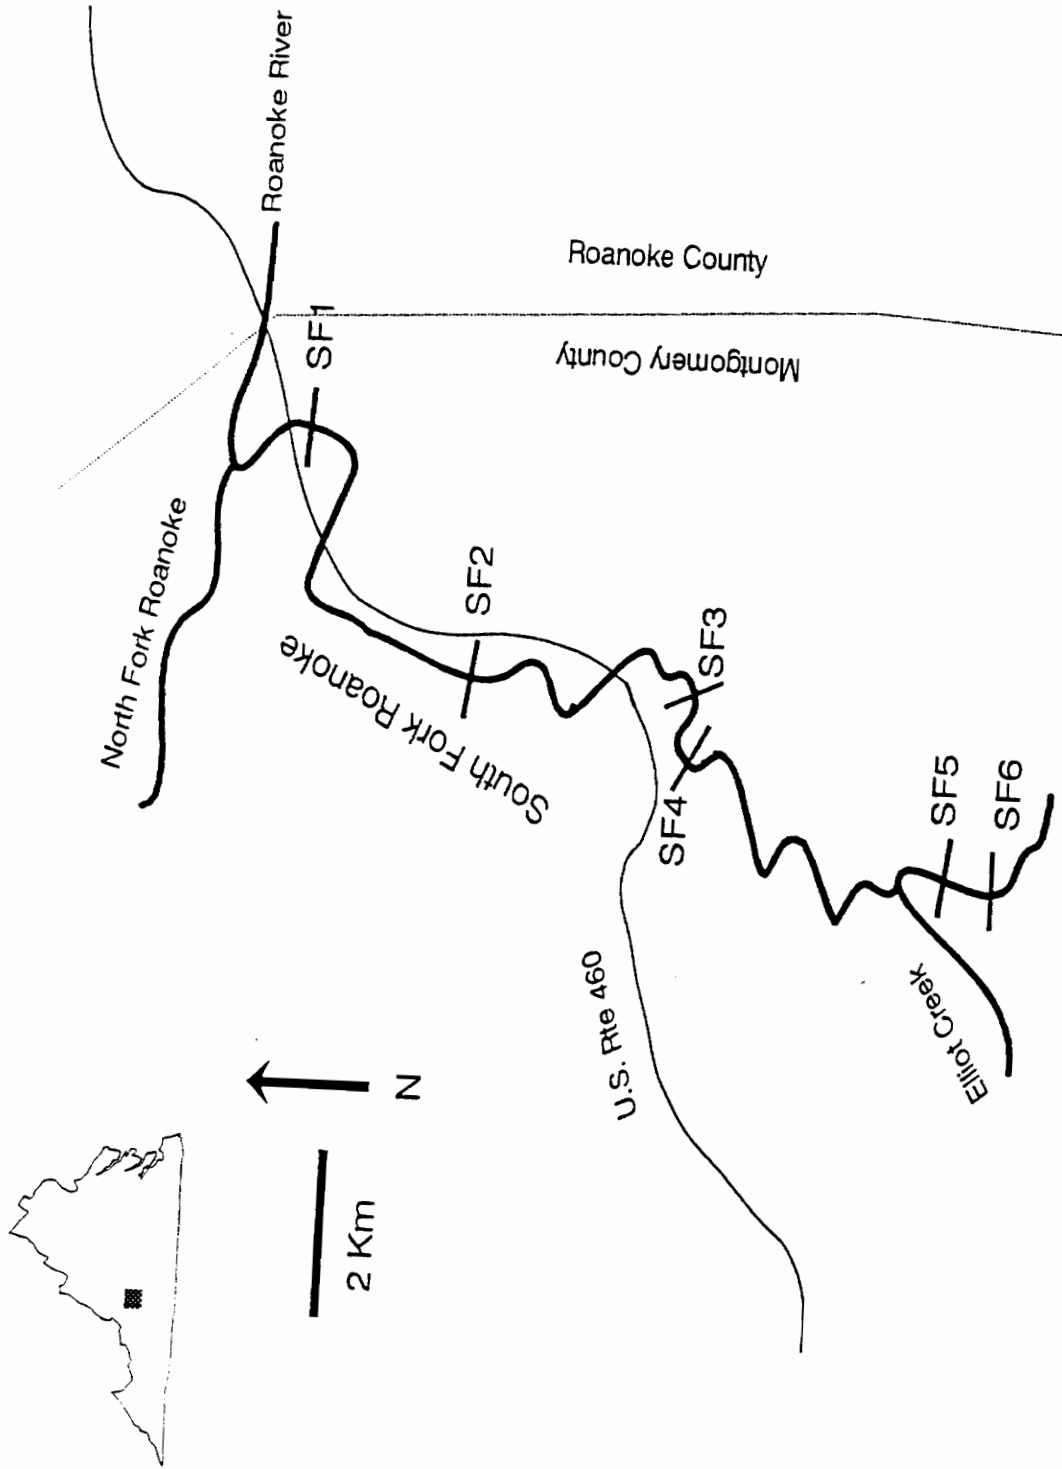 Roanoke River
North Fork Roanoke
SF1
Roanoke County
Montgomery County
South Fork Roanoke
SF2
SF3
SF4
U.S. Rte 460
SF5
SF6
Elliot Creek
N
2 Km